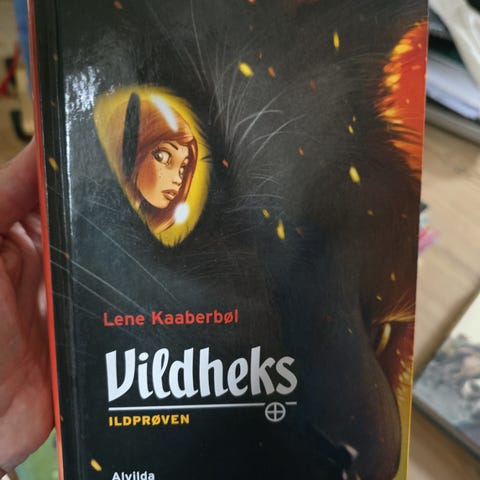 Lene Kaaberbøl
Vildheks
ILDPRØVEN
Alvilda